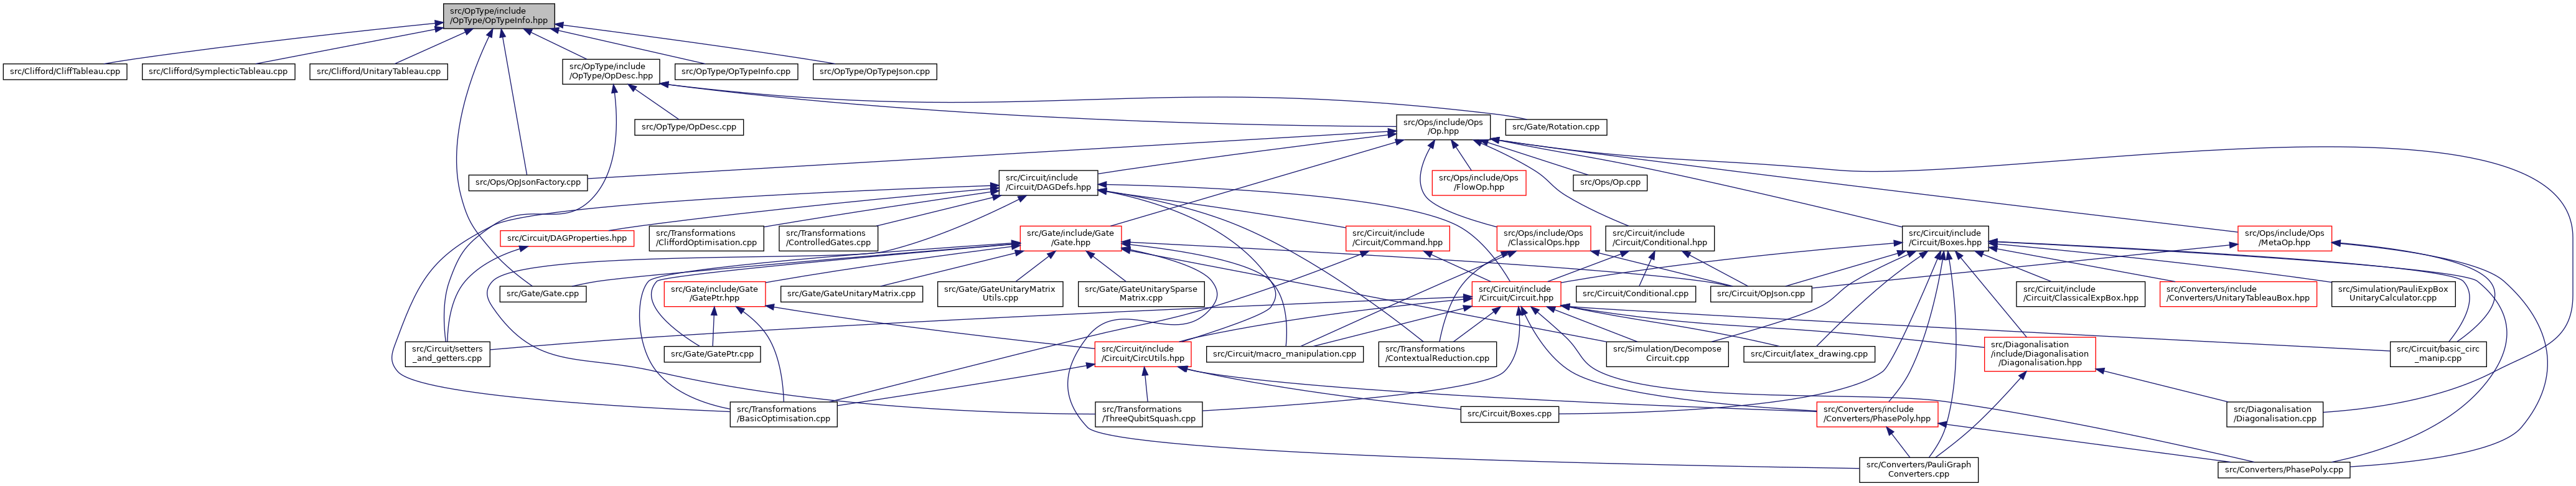 src/OpType/include
/OpType/OpTypeInfo.hpp
src/Clifford/CliffTableau.cpp
src/Clifford/SymplecticTableau.cpp
src/Clifford/UnitaryTableau.cpp
src/OpType/include
/OpType/OpDesc.hpp
src/OpType/OpTypeInfo.cpp
src/OpType/OpTypeJson.cpp
src/OpType/OpDesc.cpp
src/Ops/include/Ops
/Op.hpp
src/Gate/Rotation.cpp
src/Ops/OpJsonFactory.cpp
src/Circuit/include
/Circuit/DAGDefs.hpp
src/Ops/include/Ops
/FlowOp.hpp
src/Ops/Op.cpp
src/Circuit/DAGProperties.hpp
src/Transformations
/CliffordOptimisation.cpp
src/Transformations
/ControlledGates.cpp
src/Gate/include/Gate
/Gate.hpp
src/Circuit/include
/Circuit/Command.hpp
src/Ops/include/Ops
/ClassicalOps.hpp
src/Circuit/include
/Circuit/Conditional.hpp
src/Circuit/include
/Circuit/Boxes.hpp
src/Ops/include/Ops
/MetaOp.hpp
src/Gate/Gate.cpp
src/Gate/include/Gate
/GatePtr.hpp
src/Gate/GateUnitaryMatrix.cpp
src/Gate/GateUnitaryMatrix
Utils.cpp
src/Gate/GateUnitarySparse
Matrix.cpp
src/Circuit/include
/Circuit/Circuit.hpp
src/Circuit/Conditional.cpp
src/Circuit/OpJson.cpp
src/Circuit/include
/Circuit/ClassicalExpBox.hpp
src/Converters/include
/Converters/UnitaryTableauBox.hpp
src/Simulation/PauliExpBox
UnitaryCalculator.cpp
src/Circuit/setters
_and_getters.cpp
src/Gate/GatePtr.cpp
src/Circuit/include
/Circuit/CircUtils.hpp
src/Circuit/macro_manipulation.cpp
src/Transformations
/ContextualReduction.cpp
src/Simulation/Decompose
Circuit.cpp
src/Circuit/latex_drawing.cpp
src/Diagonalisation
/include/Diagonalisation
/Diagonalisation.hpp
src/Circuit/basic_circ
_manip.cpp
src/Transformations
/BasicOptimisation.cpp
src/Transformations
/ThreeQubitSquash.cpp
src/Circuit/Boxes.cpp
src/Converters/include
/Converters/PhasePoly.hpp
src/Diagonalisation
/Diagonalisation.cpp
src/Converters/PauliGraph
Converters.cpp
src/Converters/PhasePoly.cpp